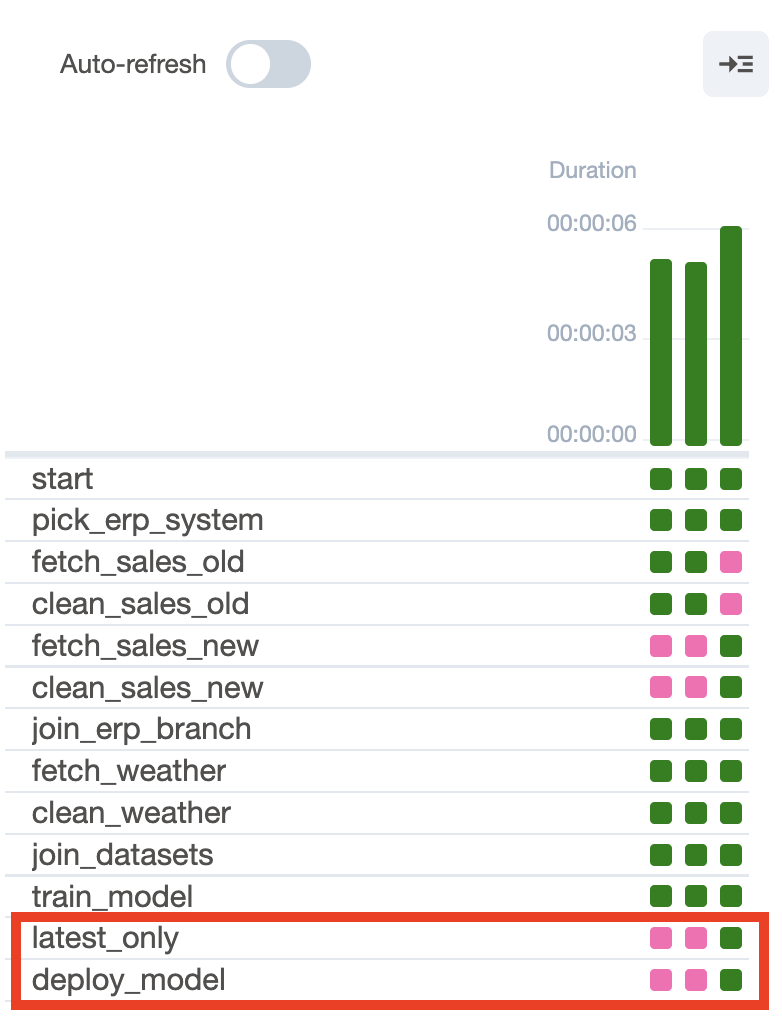 Auto-refresh
Duration
00:00:06
00:00:03
00:00:00
start
pick_erp_system
fetch_sales_old
clean_sales_old
fetch_sales_new
clean_sales_new
join_erp_branch
fetch_weather
clean_weather
join_datasets
train_model
latest_only
deploy_model